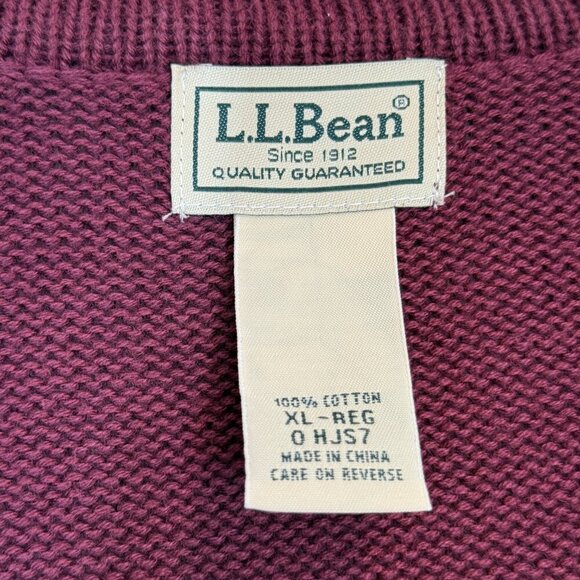 L.L.Bean®
Since 1912
QUALITY GUARANTEED
100% COTTON
XL-REG
0 HJS7
MADE IN CHINA
CARE ON REVERSE